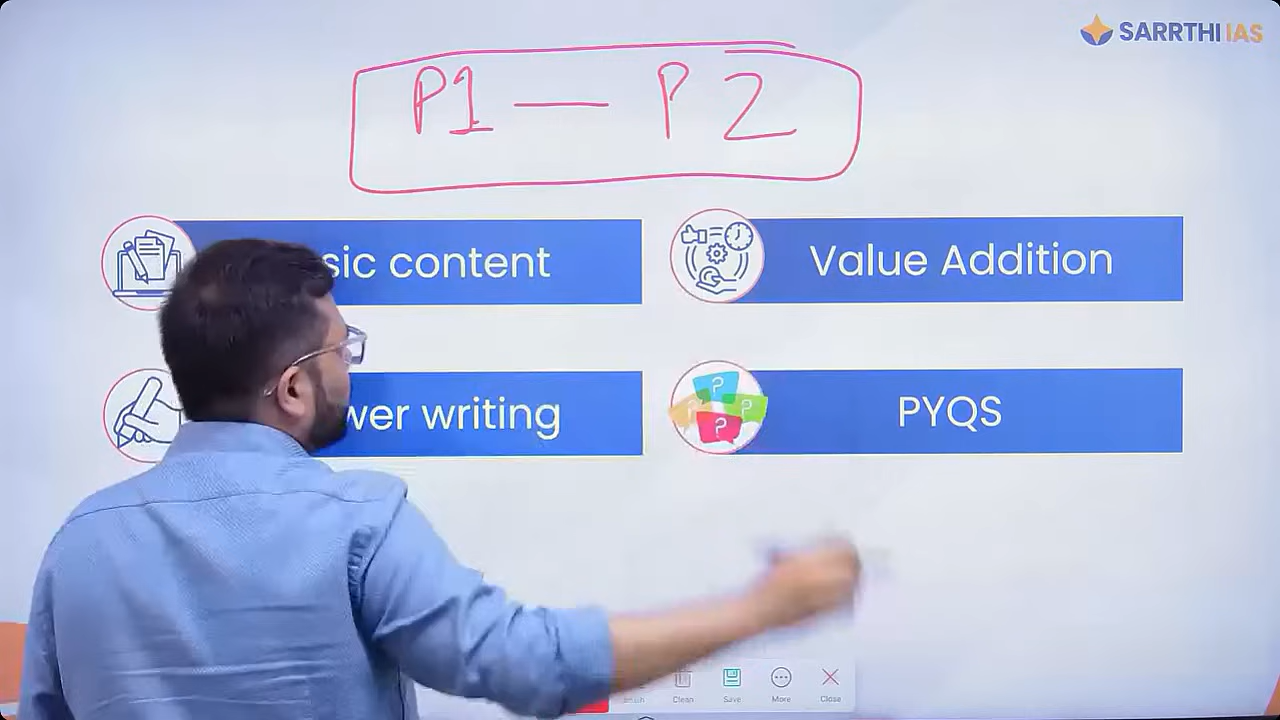 SARRTHI IAS
P1 — P2
sic content
Value Addition
wer writing
PYQS
Clean
Save
More
Close